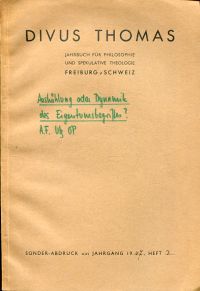 DIVUS THOMAS
JAHRBUCH FÜR PHILOSOPHIE
UND SPEKULATIVE THEOLOGIE
FREIBURG / SCHWEIZ
Aushöhlung oder Dynamik
des Eigentumsbegriffes?
A.F. Utz OP
SONDER-ABDRUCK aus JAHRGANG 19 HEFT